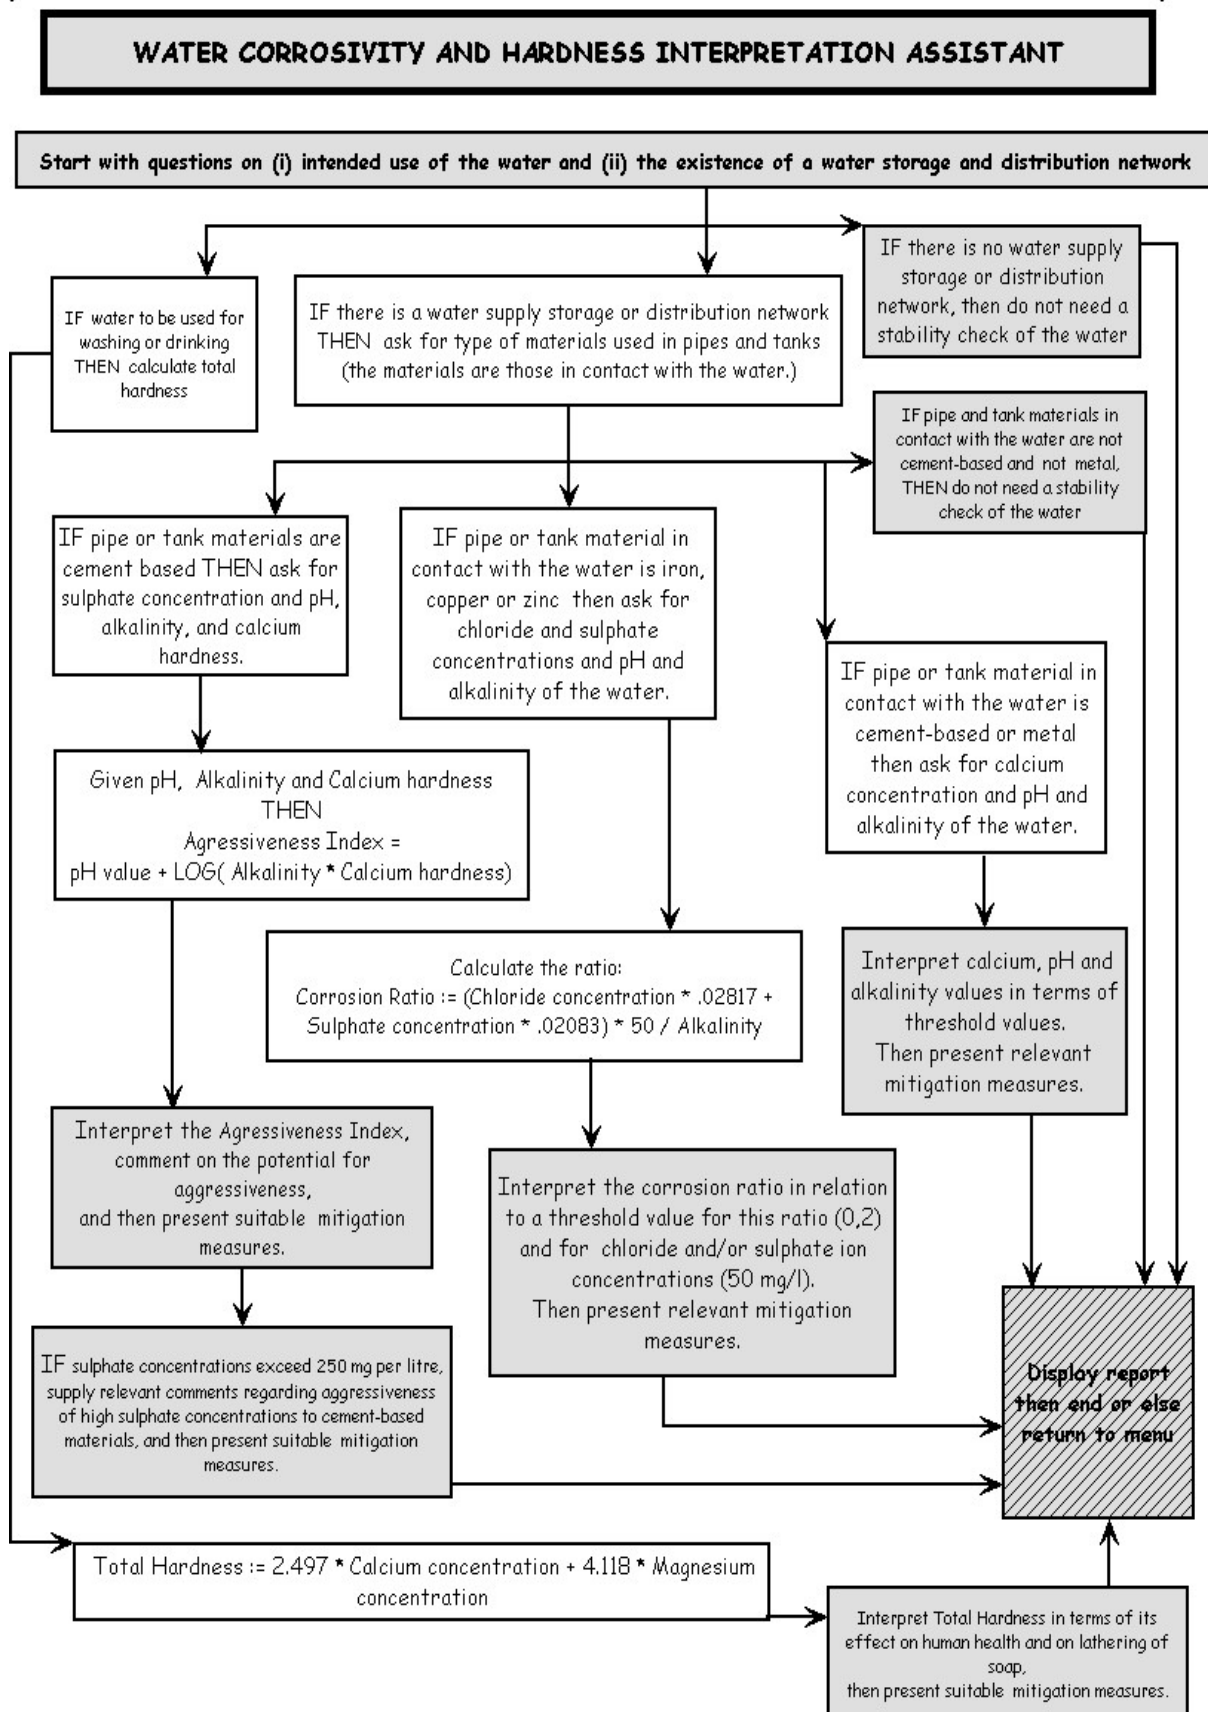 WATER CORROSIVITY AND HARDNESS INTERPRETATION ASSISTANT
Start with questions on (i) intended use of the water and (ii) the existence of a water storage and distribution network
IF there is no water supply
storage or distribution
network, then do not need a
stability check of the water
IF water to be used for
washing or drinking
THEN calculate total
hardness
IF there is a water supply storage or distribution network
THEN ask for type of materials used in pipes and tanks
(the materials are those in contact with the water.)
IF pipe and tank materials in
contact with the water are not
cement-based and not metal,
THEN do not need a stability
check of the water
IF pipe or tank materials are
cement based THEN ask for
sulphate concentration and pH,
alkalinity, and calcium
hardness.
IF pipe or tank material in
contact with the water is iron,
copper or zinc then ask for
chloride and sulphate
concentrations and pH and
alkalinity of the water.
IF pipe or tank material in
contact with the water is
cement-based or metal
then ask for calcium
concentration and pH and
alkalinity of the water.
Given pH, Alkalinity and Calcium hardness
THEN
Agressiveness Index =
pH value + LOG( Alkalinity * Calcium hardness)
Calculate the ratio:
Corrosion Ratio := (Chloride concentration * .02817 +
Sulphate concentration * .02083) * 50 / Alkalinity
Interpret calcium, pH and
alkalinity values in terms of
threshold values.
Then present relevant
mitigation measures.
Interpret the Agressiveness Index,
comment on the potential for
aggressiveness,
and then present suitable mitigation
measures.
Interpret the corrosion ratio in relation
to a threshold value for this ratio (0,2)
and for chloride and/or sulphate ion
concentrations (50 mg/l).
Then present relevant mitigation
measures.
IF sulphate concentrations exceed 250 mg per litre,
supply relevant comments regarding aggressiveness
of high sulphate concentrations to cement-based
materials, and then present suitable mitigation
measures.
Display report
then end or else
return to menu
Total Hardness := 2.497 * Calcium concentration + 4.118 * Magnesium
concentration
Interpret Total Hardness in terms of its
effect on human health and on lathering of
soap,
then present suitable mitigation measures.